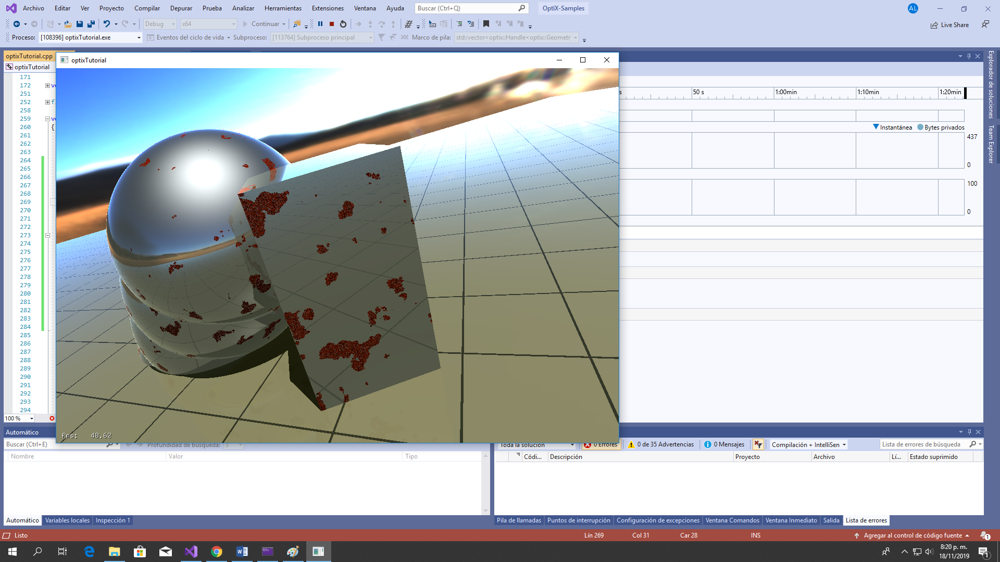 Archivo Editar Ver Proyecto Compilar Depurar Prueba Analizar Herramientas Extensiones Ventana Ayuda Buscar (Ctrl+Q) OptiX-Samples AL
Debug x64 Continuar Live Share
Proceso: [108396] optixTutorial.exe Eventos del ciclo de vida Subproceso: [113764] Subproceso principal Marco de pila: std::vector<optix::Handle<optix::Geometr
optixTutorial.cpp
optixTutorial
optixTutorial
171
172
251
252
258
259
260 {
261
262
263
264
265
266
267
268
269
270
271
272
273
274
275
276
277
278
279
280
281
282
283
284
285
286
287
288
289
290
291
292
293
294
100 %
fps: 48.62
s 50 s 1:00min 1:10min 1:20min
Instantánea Bytes privados
437
0
100
0
Explorador de soluciones
Team Explorer
Automático
Buscar (Ctrl+E) Profundidad de búsqueda: 3
Nombre Valor Tipo
Automático Variables locales Inspección 1
Toda la solución 0 Errores 0 de 35 Advertencias 0 Mensajes Compilación + IntelliSen Lista de errores de búsqueda
Códi... Descripción Proyecto Archivo Lí... Estado suprimido
Pila de llamadas Puntos de interrupción Configuración de excepciones Ventana Comandos Ventana Inmediato Salida Lista de errores
Listo Lín 269 Col 31 Car 28 INS Agregar al control de código fuente 1
8:20 p. m.
18/11/2019
1